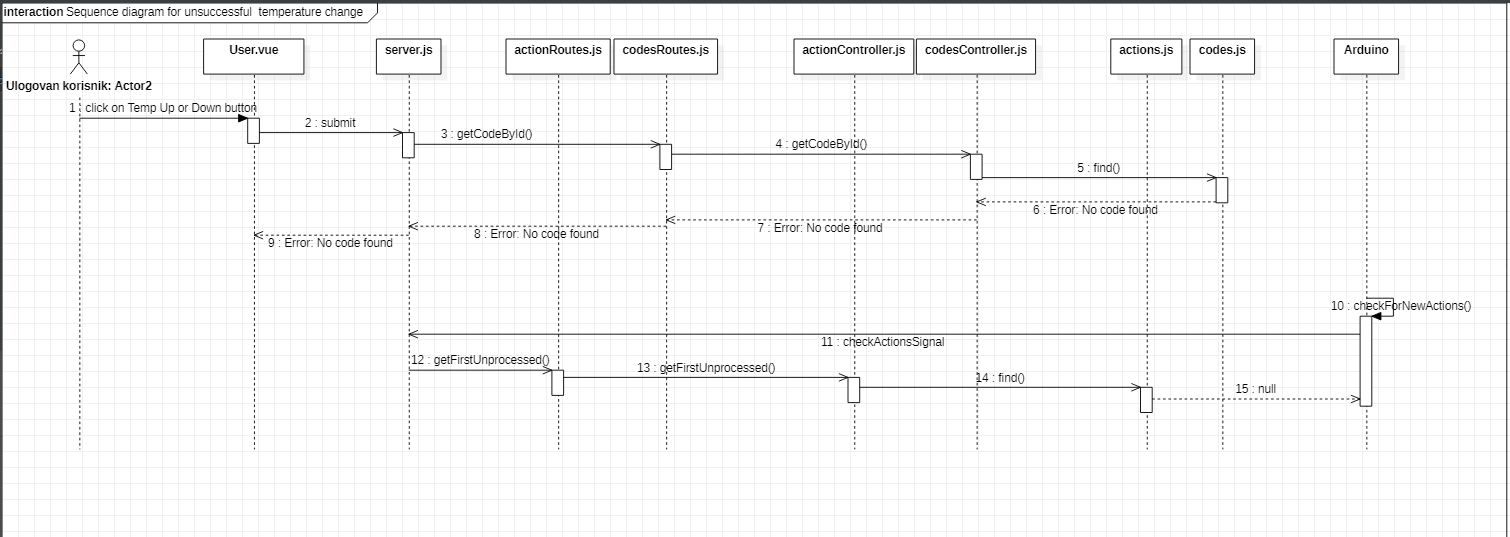 interaction Sequence diagram for unsuccessful temperature change
User.vue
server.js
actionRoutes.js
codesRoutes.js
actionController.js
codesController.js
actions.js
codes.js
Arduino
Ulogovan korisnik: Actor2
1 : click on Temp Up or Down button
2 : submit
3 : getCodeById()
4 : getCodeById()
5 : find()
6 : Error: No code found
7 : Error: No code found
8 : Error: No code found
9 : Error: No code found
10 : checkForNewActions()
11 : checkActionsSignal
12 : getFirstUnprocessed()
13 : getFirstUnprocessed()
14 : find()
15 : null